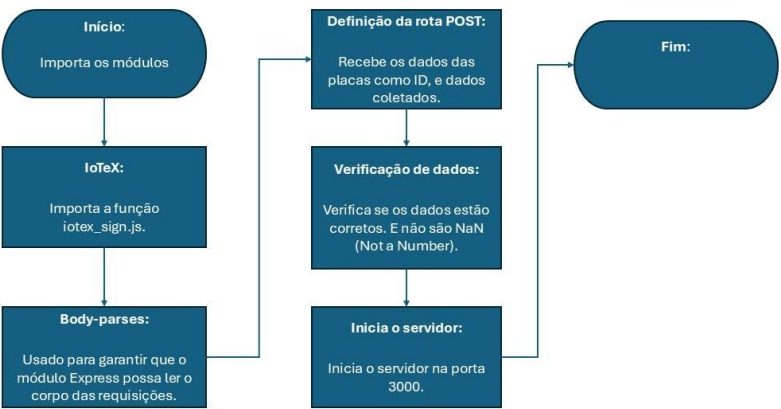 Início:
Importa os módulos
IoTeX:
Importa a função
iotex_sign.js.
Body-parses:
Usado para garantir que o
módulo Express possa ler o
corpo das requisições.
Definição da rota POST:
Recebe os dados das
placas como ID, e dados
coletados.
Verificação de dados:
Verifica se os dados estão
corretos. E não são NaN
(Not a Number).
Inicia o servidor:
Inicia o servidor na porta
3000.
Fim: